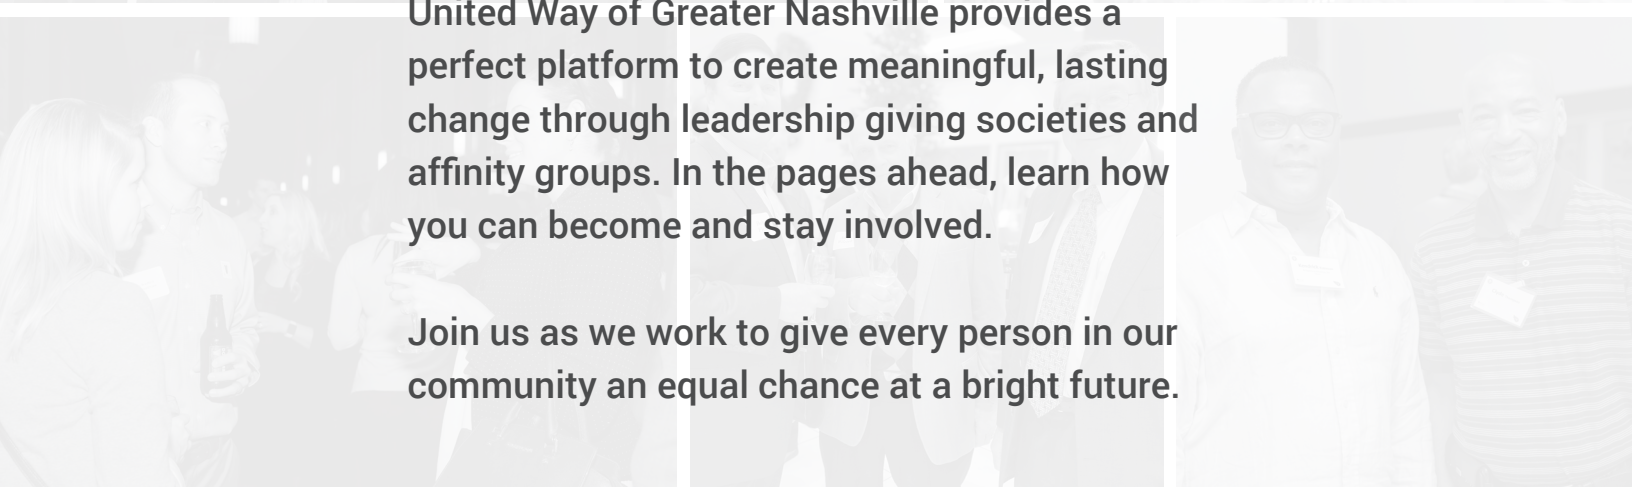 United Way of Greater Nashville provides a
perfect platform to create meaningful, lasting
change through leadership giving societies and
affinity groups. In the pages ahead, learn how
you can become and stay involved.
Join us as we work to give every person in our
community an equal chance at a bright future.